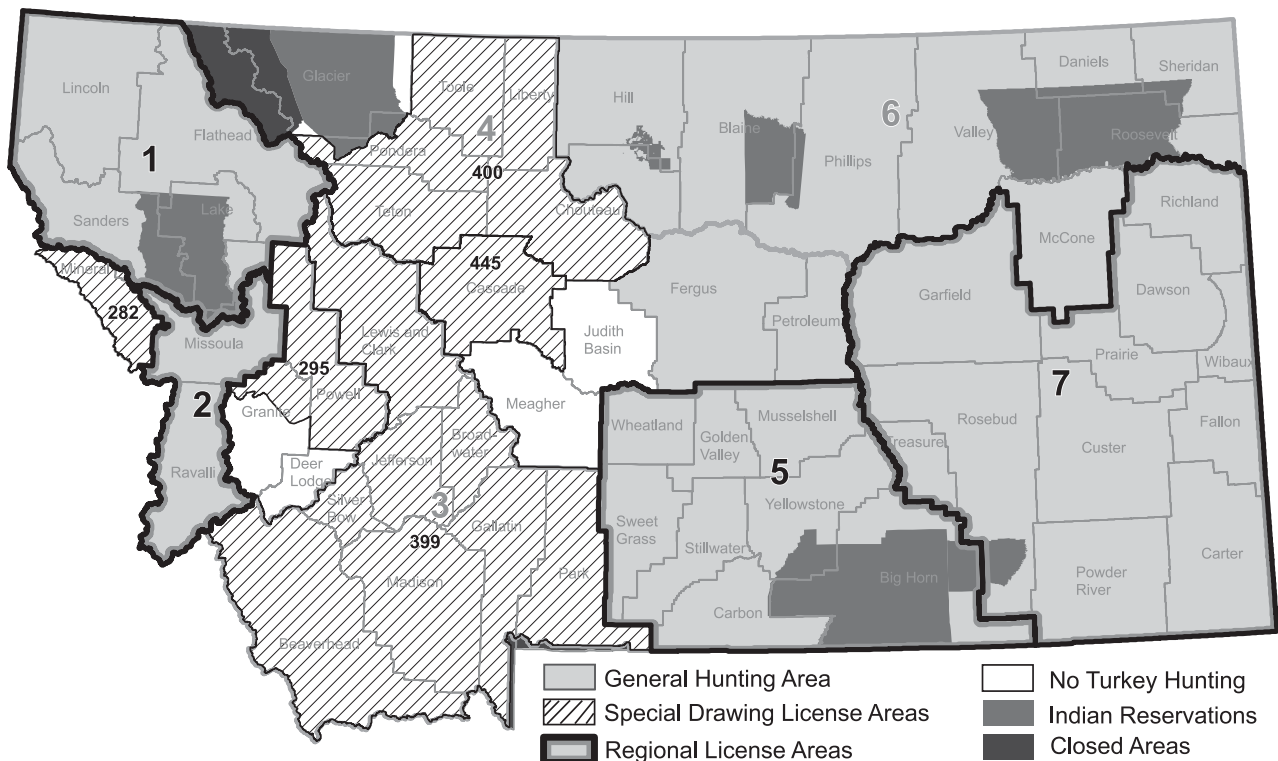 Glacier
Daniels
Sheridan
Lincoln
Toole
Liberty
Hill
Blaine
6
Phillips
Valley
Roosevelt
Flathead
4
Pondera
1
400
Sanders
Lake
Teton
Chouteau
Richland
McCone
Mineral
282
445
Cascade
Fergus
Garfield
Dawson
Missoula
Lewis and
Clark
Judith
Basin
Petroleum
Prairie
Wibaux
295
Powell
2
Granite
Meagher
Wheatland
Musselshell
7
Rosebud
Fallon
Golden
Valley
Treasure
Custer
Ravalli
Deer
Lodge
Jefferson
Broad-
water
5
Silver
Bow
3
Gallatin
Yellowstone
Sweet
Grass
399
Stillwater
Carter
Madison
Park
Big Horn
Powder
River
Carbon
Beaverhead
General Hunting Area
Special Drawing License Areas
Regional License Areas
No Turkey Hunting
Indian Reservations
Closed Areas